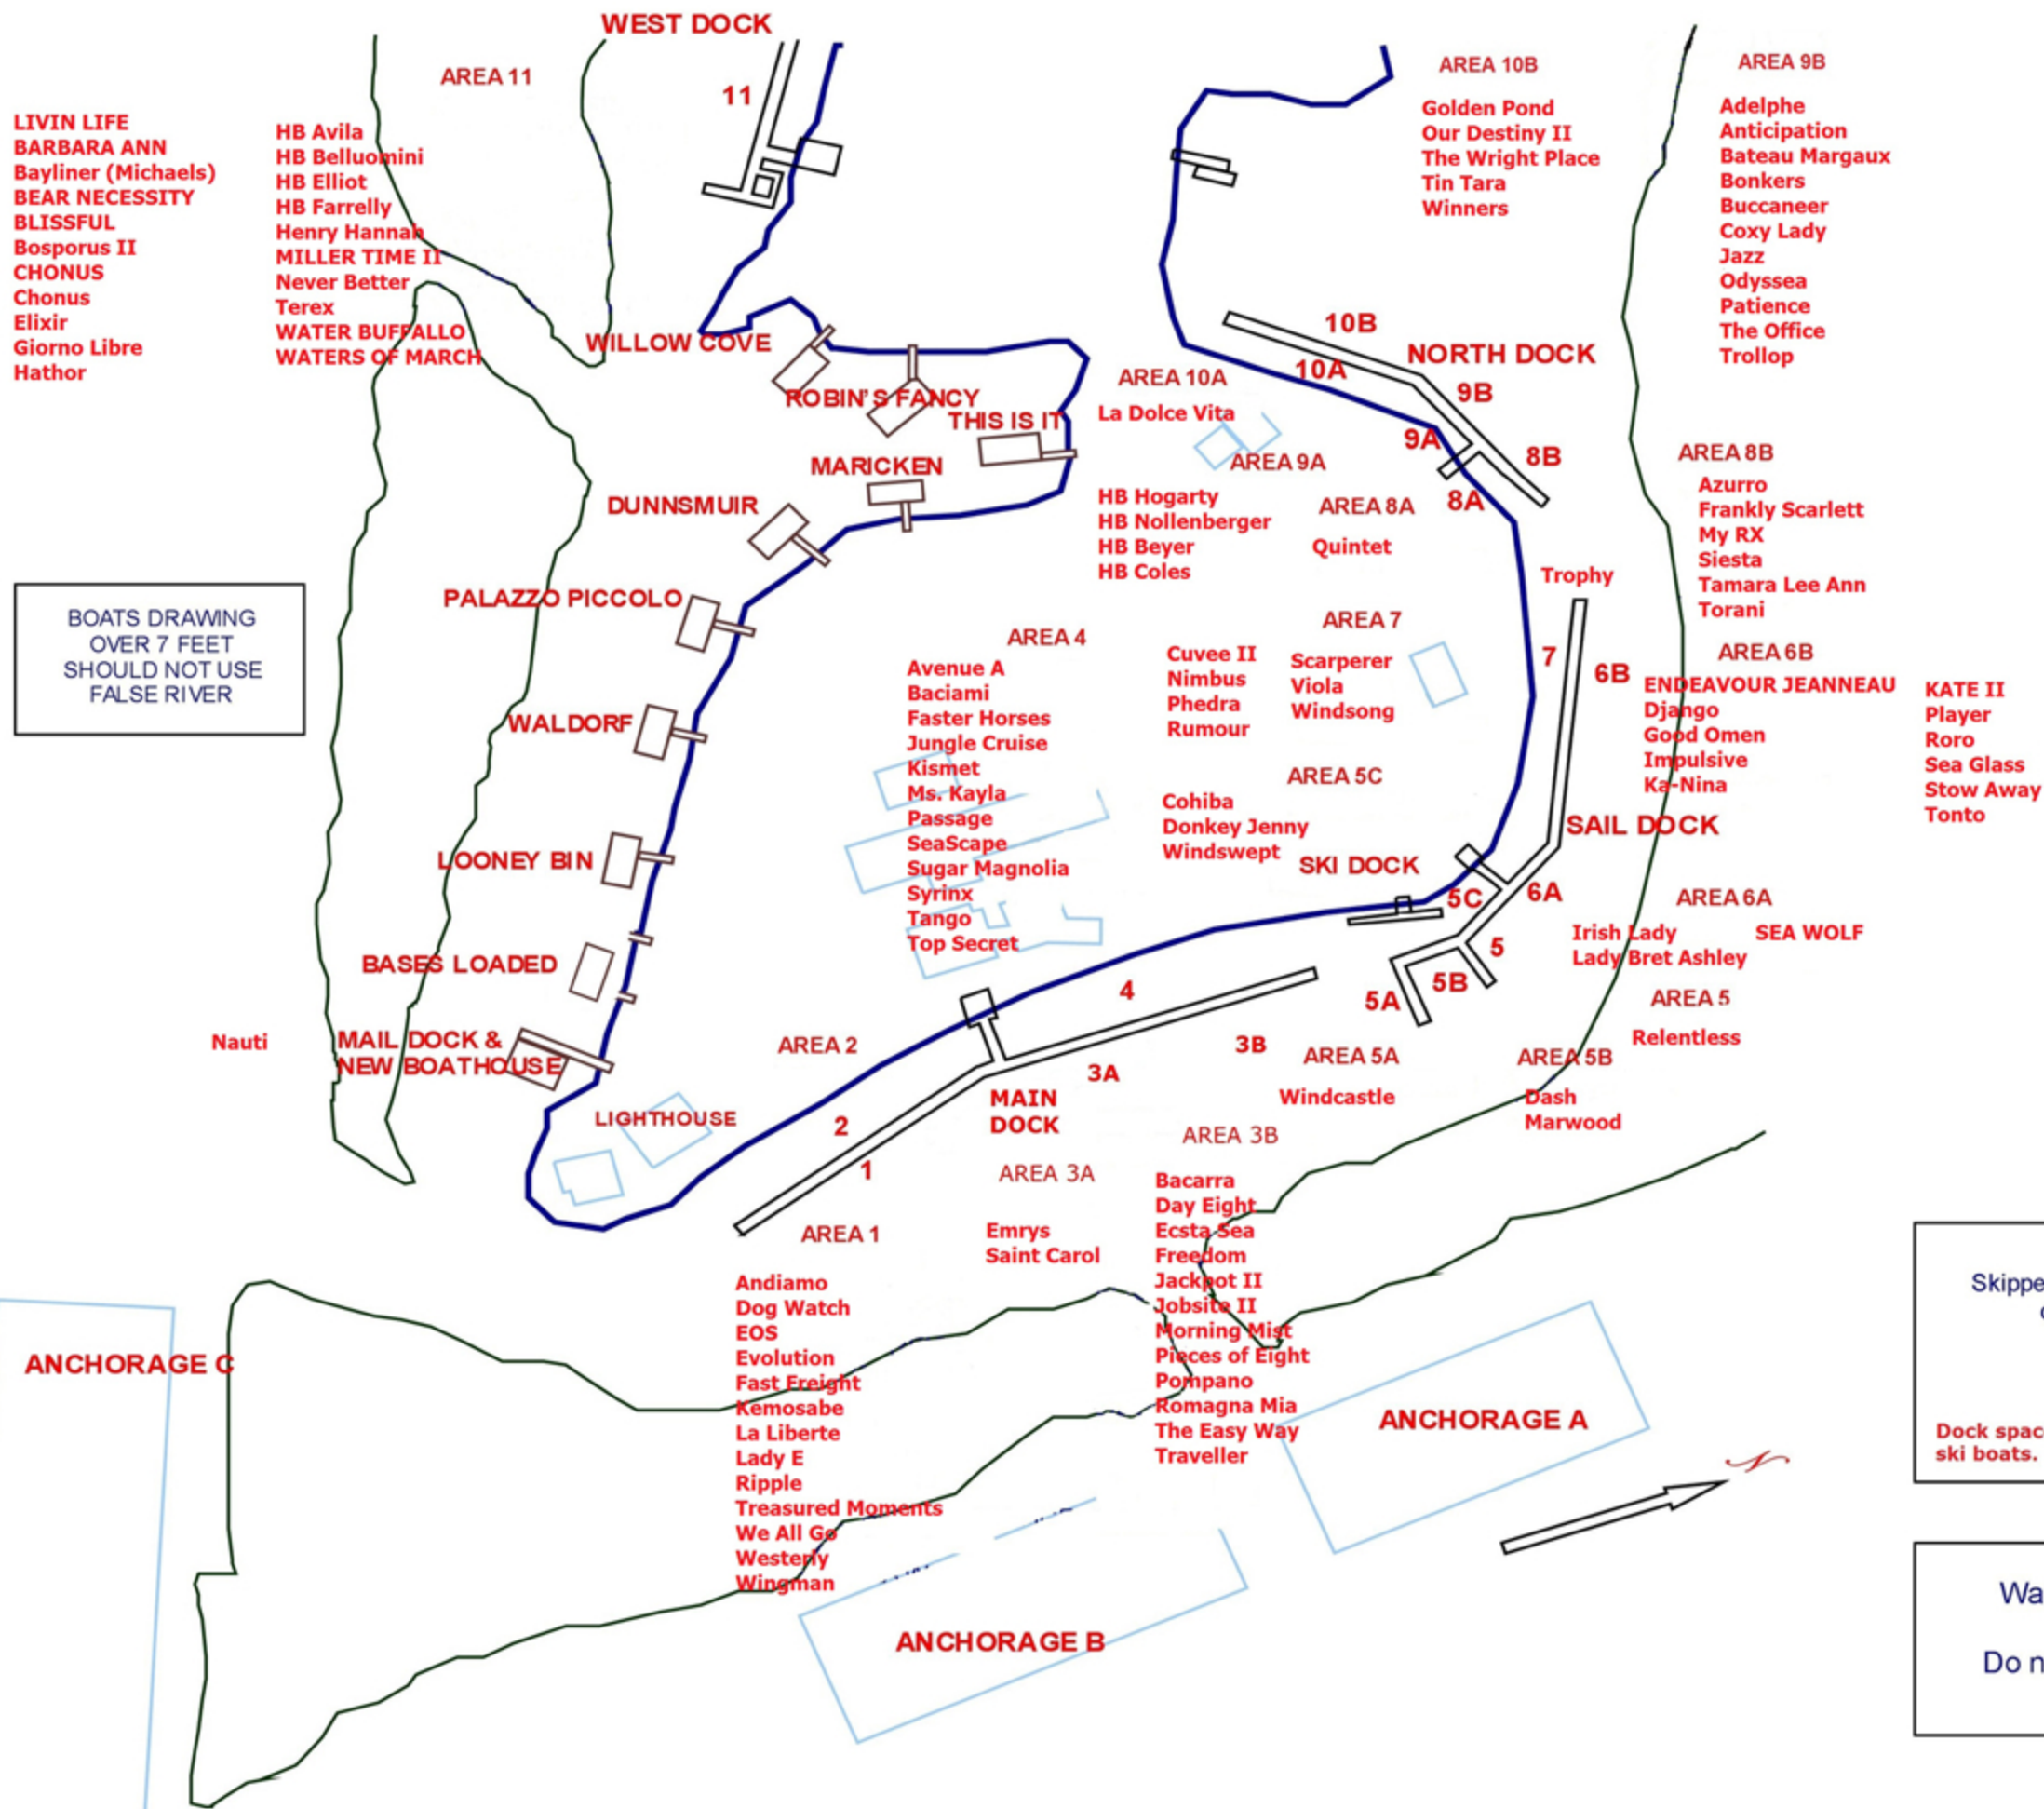 WEST DOCK
AREA 11
11
LIVIN LIFE
BARBARA ANN
Bayliner (Michaels)
BEAR NECESSITY
BLISSFUL
Bosporus II
CHONUS
Chonus
Elixir
Giorno Libre
Hathor
HB Avila
HB Belluomini
HB Elliot
HB Farrelly
Henry Hannah
MILLER TIME II
Never Better
Terex
WATER BUFFALLO
WATERS OF MARCH
AREA 10B
Golden Pond
Our Destiny II
The Wright Place
Tin Tara
Winners
AREA 9B
Adelphe
Anticipation
Bateau Margaux
Bonkers
Buccaneer
Coxy Lady
Jazz
Odyssea
Patience
The Office
Trollop
WILLOW COVE
ROBIN'S FANCY
THIS IS IT
MARICKEN
DUNNSMUIR
PALAZZO PICCOLO
WALDORF
LOONEY BIN
BASES LOADED
MAIL DOCK &
NEW BOATHOUSE
Nauti
LIGHTHOUSE
BOATS DRAWING
OVER 7 FEET
SHOULD NOT USE
FALSE RIVER
10B
NORTH DOCK
10A
9B
9A
8B
8A
AREA 10A
La Dolce Vita
AREA 9A
HB Hogarty
HB Nollenberger
HB Beyer
HB Coles
AREA 8A
Quintet
AREA 8B
Azurro
Frankly Scarlett
My RX
Siesta
Tamara Lee Ann
Torani
Trophy
AREA 7
Cuvee II
Nimbus
Phedra
Rumour
Scarperer
Viola
Windsong
7
6B
AREA 6B
ENDEAVOUR JEANNEAU
Django
Good Omen
Impulsive
Ka-Nina
KATE II
Player
Roro
Sea Glass
Stow Away
Tonto
AREA 4
Avenue A
Baciami
Faster Horses
Jungle Cruise
Kismet
Ms. Kayla
Passage
SeaScape
Sugar Magnolia
Syrinx
Tango
Top Secret
AREA 5C
Cohiba
Donkey Jenny
Windswept
SKI DOCK
SAIL DOCK
5C
6A
5
5B
5A
AREA 6A
Irish Lady
Lady Bret Ashley
SEA WOLF
AREA 5
Relentless
AREA 5A
Windcastle
AREA 5B
Dash
Marwood
4
3B
3A
MAIN
DOCK
AREA 2
2
1
AREA 3B
Bacarra
Day Eight
Ecsta Sea
Freedom
Jackpot II
Jobsite II
Morning Mist
Pieces of Eight
Pompano
Romagna Mia
The Easy Way
Traveller
AREA 3A
Emrys
Saint Carol
AREA 1
Andiamo
Dog Watch
EOS
Evolution
Fast Freight
Kemosabe
La Liberte
Lady E
Ripple
Treasured Moments
We All Go
Westerly
Wingman
ANCHORAGE C
ANCHORAGE A
ANCHORAGE B
N
Skippe
Dock spac
ski boats.
Wa
Do n